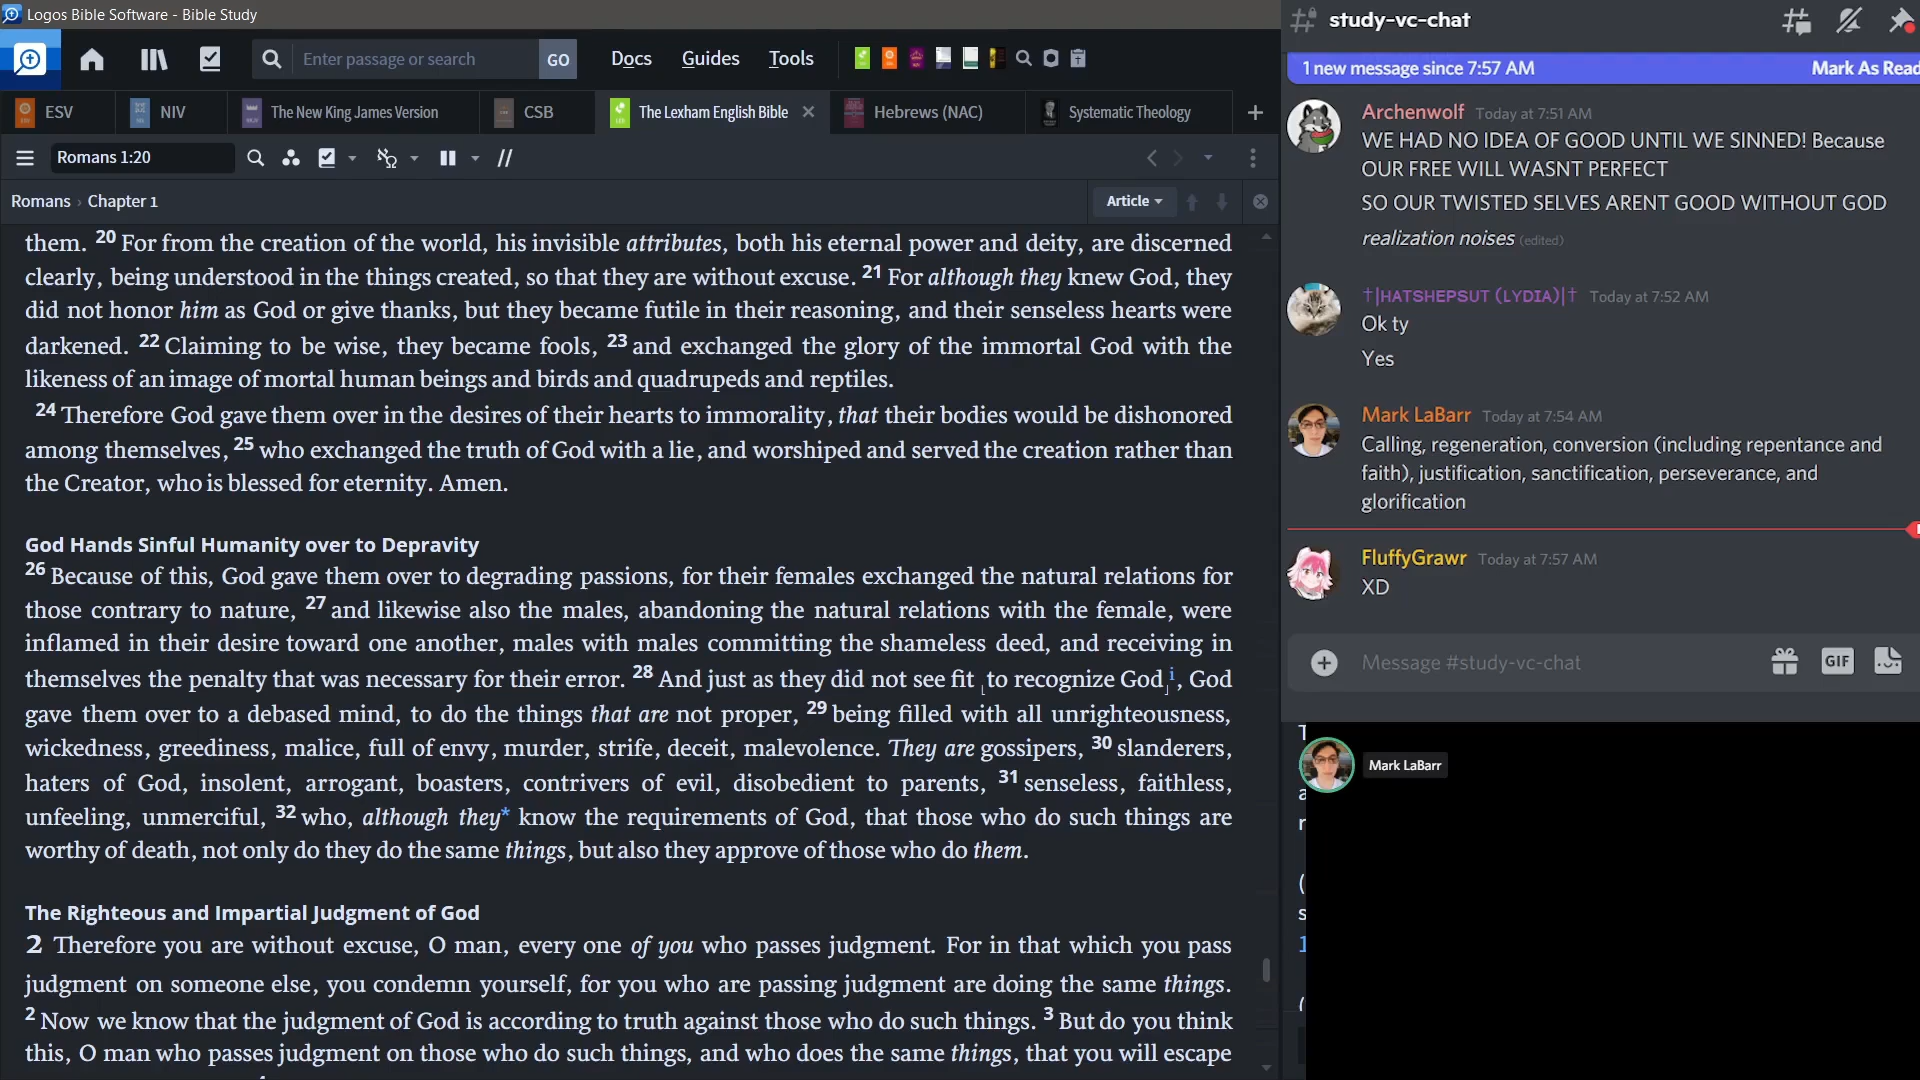 Logos Bible Software - Bible Study
Enter passage or search
GO
Docs
Guides
Tools
ESV
NIV
The New King James Version
CSB
The Lexham English Bible
Hebrews (NAC)
Systematic Theology
Romans 1:20
Romans › Chapter 1
Article
them. 20 For from the creation of the world, his invisible attributes, both his eternal power and deity, are discerned
clearly, being understood in the things created, so that they are without excuse. 21 For although they knew God, they
did not honor him as God or give thanks, but they became futile in their reasoning, and their senseless hearts were
darkened. 22 Claiming to be wise, they became fools, 23 and exchanged the glory of the immortal God with the
likeness of an image of mortal human beings and birds and quadrupeds and reptiles.
24 Therefore God gave them over in the desires of their hearts to immorality, that their bodies would be dishonored
among themselves, 25 who exchanged the truth of God with a lie, and worshiped and served the creation rather than
the Creator, who is blessed for eternity. Amen.
God Hands Sinful Humanity over to Depravity
26 Because of this, God gave them over to degrading passions, for their females exchanged the natural relations for
those contrary to nature, 27 and likewise also the males, abandoning the natural relations with the female, were
inflamed in their desire toward one another, males with males committing the shameless deed, and receiving in
themselves the penalty that was necessary for their error. 28 And just as they did not see fit ⌊to recognize God⌋ i, God
gave them over to a debased mind, to do the things that are not proper, 29 being filled with all unrighteousness,
wickedness, greediness, malice, full of envy, murder, strife, deceit, malevolence. They are gossipers, 30 slanderers,
haters of God, insolent, arrogant, boasters, contrivers of evil, disobedient to parents, 31 senseless, faithless,
unfeeling, unmerciful, 32 who, although they* know the requirements of God, that those who do such things are
worthy of death, not only do they do the same things, but also they approve of those who do them.
The Righteous and Impartial Judgment of God
2 Therefore you are without excuse, O man, every one of you who passes judgment. For in that which you pass
judgment on someone else, you condemn yourself, for you who are passing judgment are doing the same things.
2 Now we know that the judgment of God is according to truth against those who do such things. 3 But do you think
this, O man who passes judgment on those who do such things, and who does the same things, that you will escape
study-vc-chat
1 new message since 7:57 AM
Mark As Read
Archenwolf Today at 7:51 AM
WE HAD NO IDEA OF GOOD UNTIL WE SINNED! Because
OUR FREE WILL WASNT PERFECT
SO OUR TWISTED SELVES ARENT GOOD WITHOUT GOD
realization noises (edited)
†|HATSHEPSUT (LYDIA)|† Today at 7:52 AM
Ok ty
Yes
Mark LaBarr Today at 7:54 AM
Calling, regeneration, conversion (including repentance and
faith), justification, sanctification, perseverance, and
glorification
FluffyGrawr Today at 7:57 AM
XD
Message #study-vc-chat
GIF
Mark LaBarr